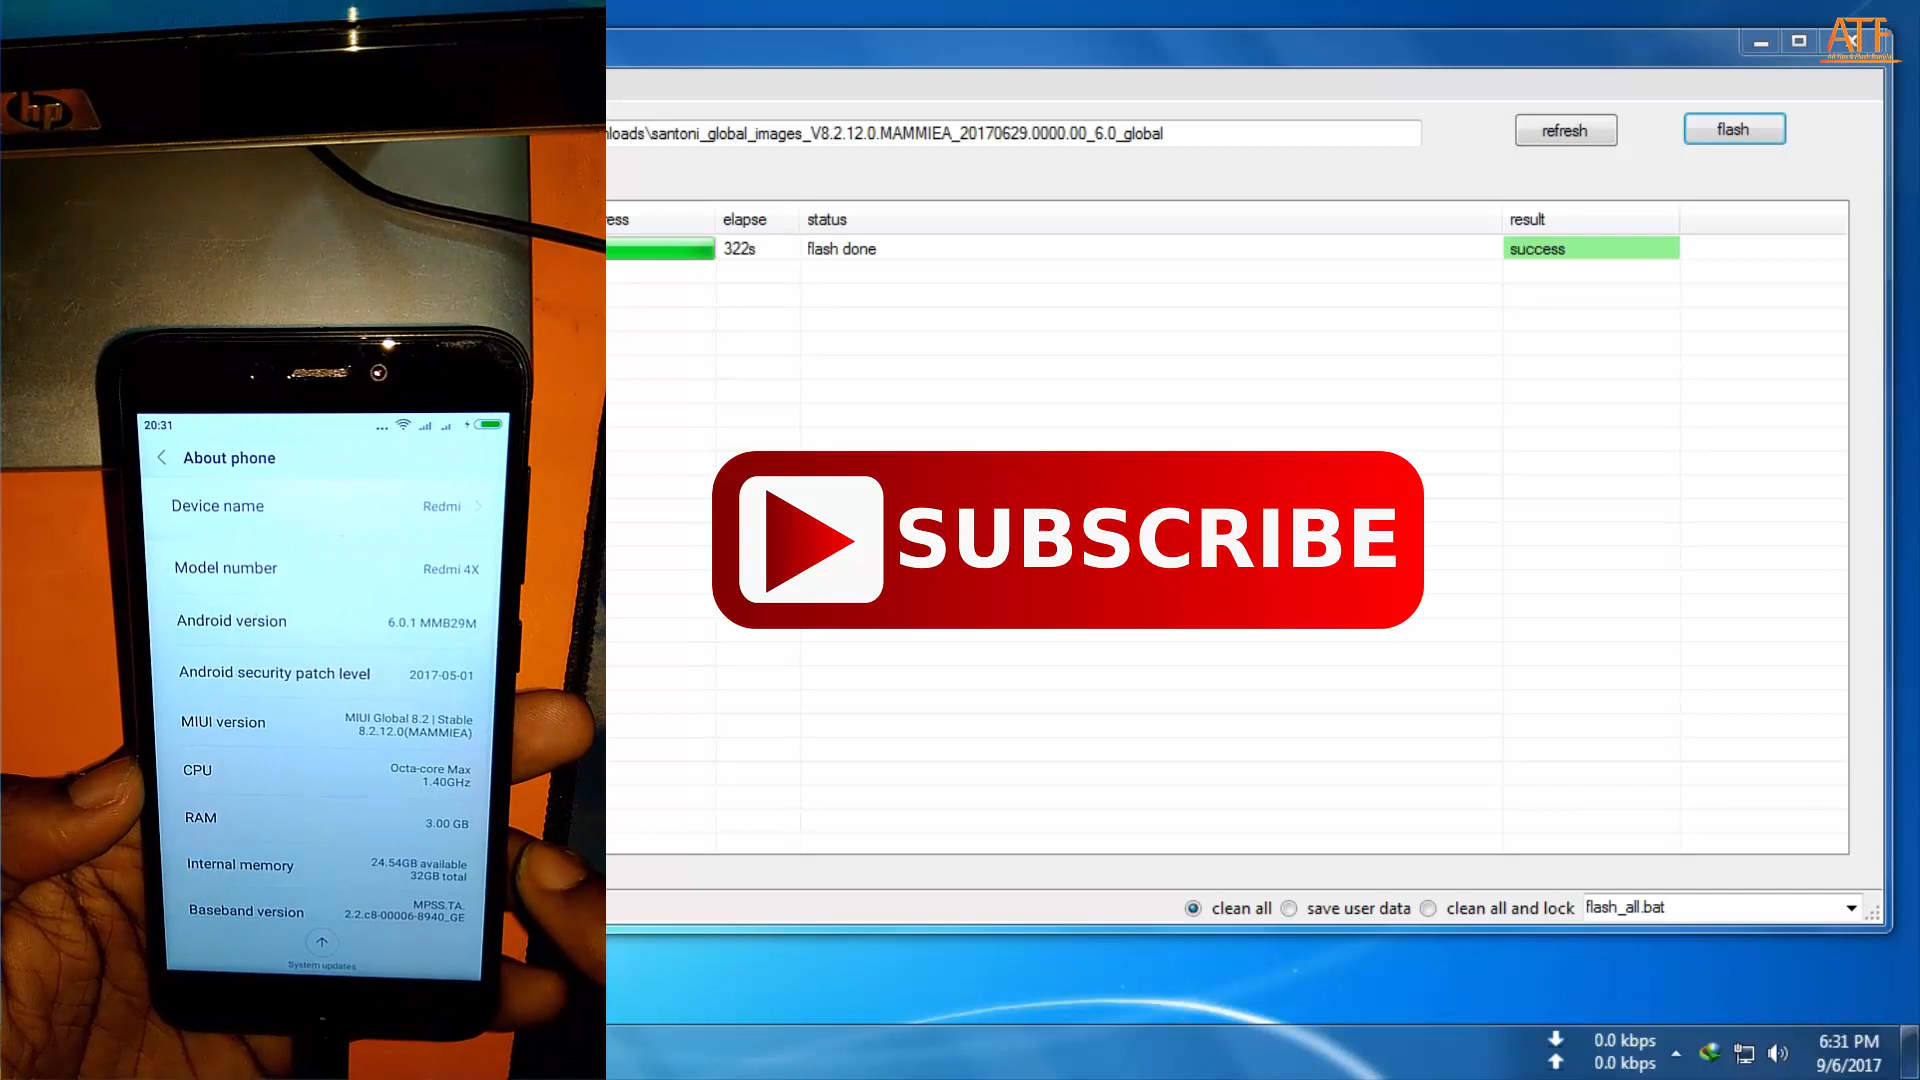 hp
20:31
About phone
Device name Redmi
Model number Redmi 4X
Android version 6.0.1 MMB29M
Android security patch level 2017-05-01
MIUI version MIUI Global 8.2 | Stable
8.2.12.0(MAMMIEA)
CPU Octa-core Max
1.40GHz
RAM 3.00 GB
Internal memory 24.54GB available
32GB total
Baseband version MPSS.TA.
2.2.c8-00006-8940_GE
System updates
ATF
nloads\santoni_global_images_V8.2.12.0.MAMMIEA_20170629.0000.00_6.0_global
refresh
flash
ess elapse status result
322s flash done success
SUBSCRIBE
clean all save user data clean all and lock flash_all.bat
0.0 kbps
0.0 kbps
6:31 PM
9/6/2017